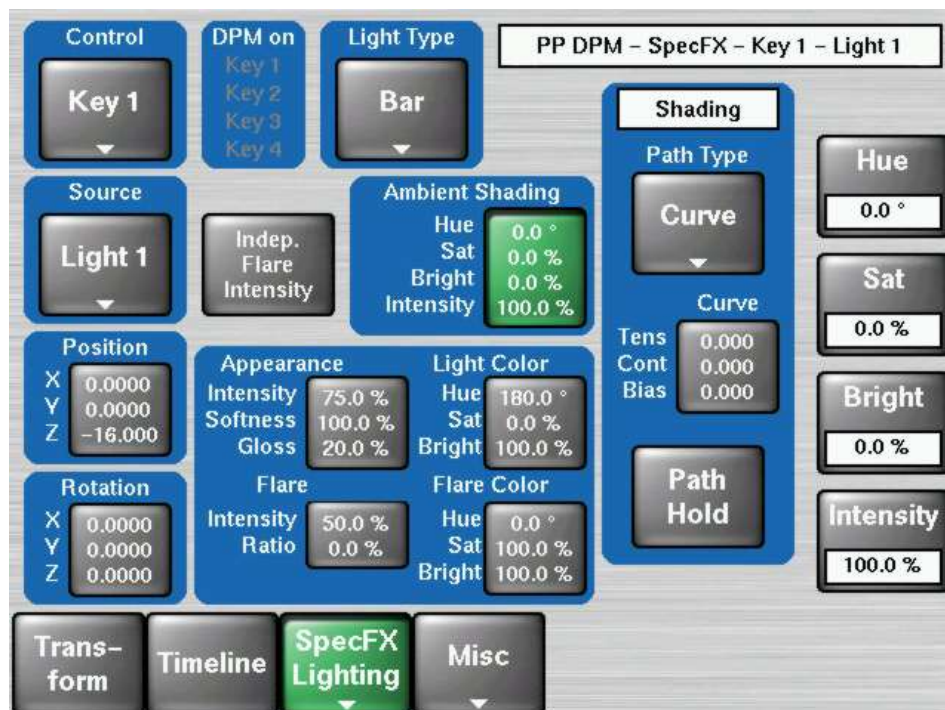 Control
Key 1
DPM on
Key 1
Key 2
Key 3
Key 4
Light Type
Bar
PP DPM – SpecFX – Key 1 – Light 1
Source
Light 1
Indep.
Flare
Intensity
Ambient Shading
Hue 0.0 °
Sat 0.0 %
Bright 0.0 %
Intensity 100.0 %
Position
X 0.0000
Y 0.0000
Z -16.000
Rotation
X 0.0000
Y 0.0000
Z 0.0000
Appearance
Intensity 75.0 %
Softness 100.0 %
Gloss 20.0 %
Light Color
Hue 180.0 °
Sat 0.0 %
Bright 100.0 %
Flare
Intensity 50.0 %
Ratio 0.0 %
Flare Color
Hue 0.0 °
Sat 100.0 %
Bright 100.0 %
Shading
Path Type
Curve
Curve
Tens 0.000
Cont 0.000
Bias 0.000
Path
Hold
Hue
0.0 °
Sat
0.0 %
Bright
0.0 %
Intensity
100.0 %
Trans–
form
Timeline
SpecFX
Lighting
Misc